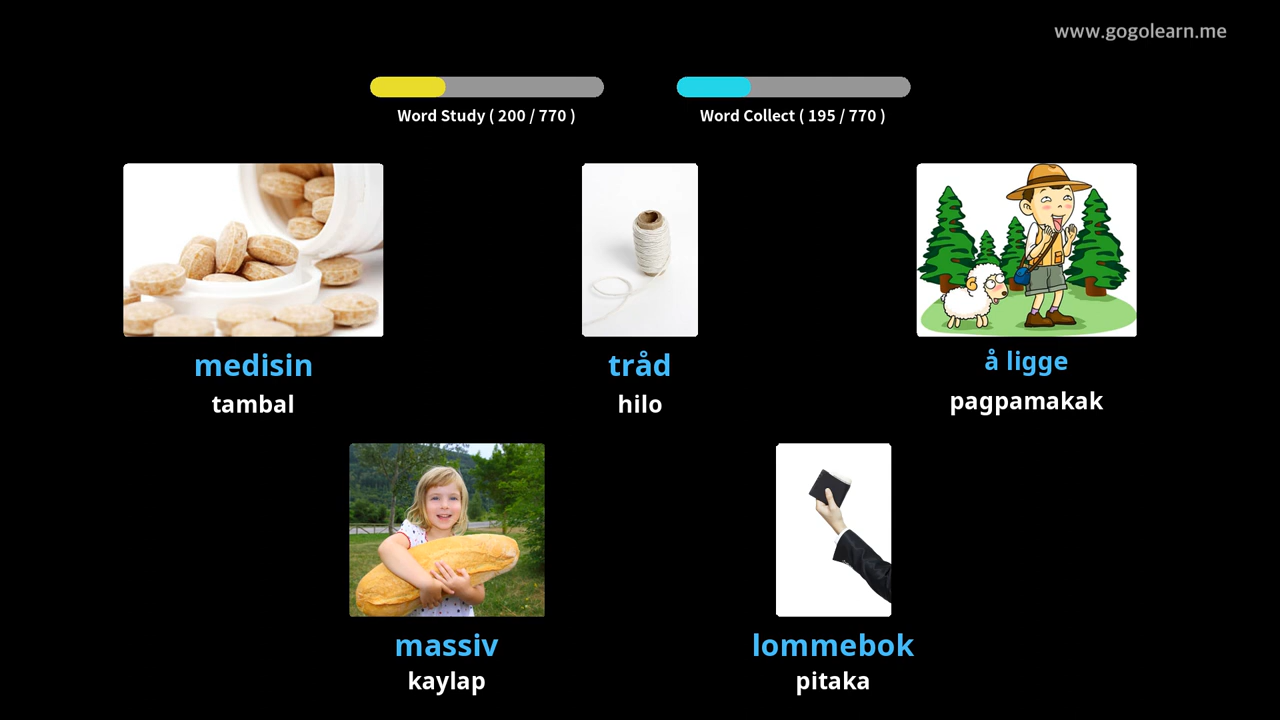 www.gogolearn.me
Word Study ( 200 / 770 )
Word Collect ( 195 / 770 )
medisin
tambal
tråd
hilo
å ligge
pagpamakak
massiv
kaylap
lommebok
pitaka